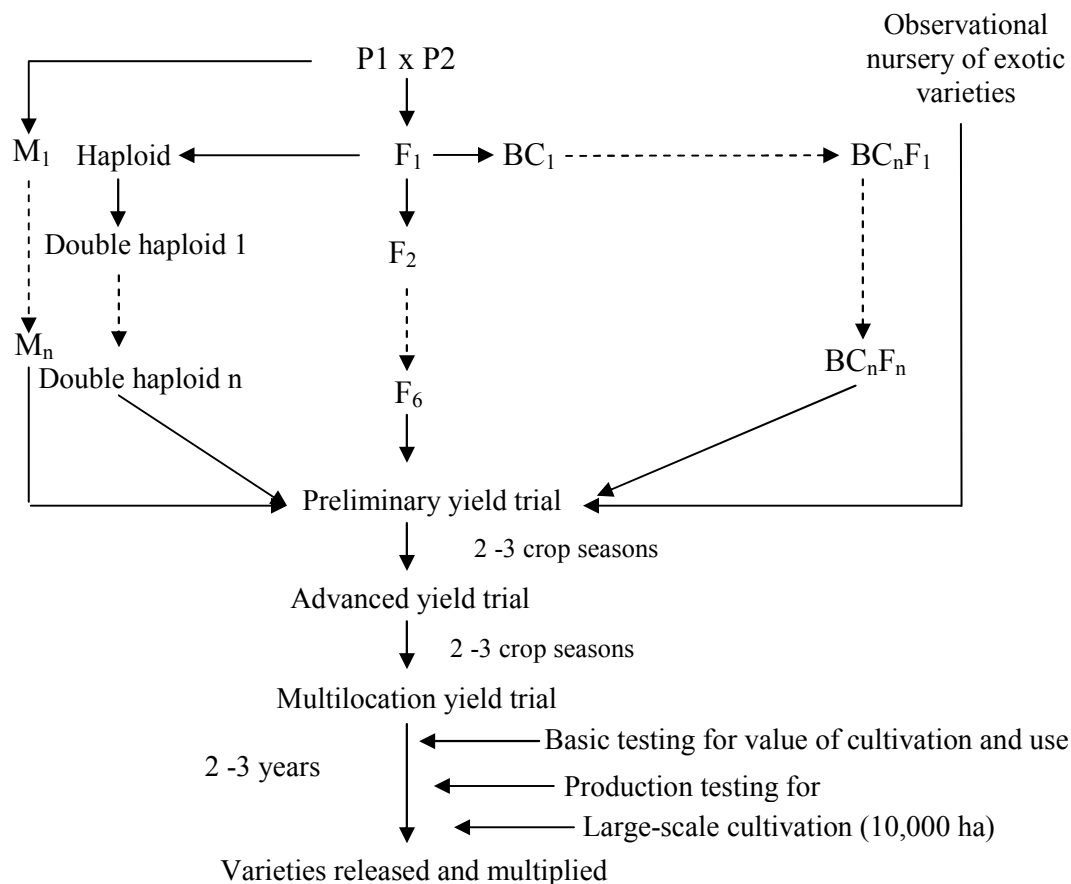 P1 x P2
Observational
nursery of exotic
varieties
M₁
Haploid
F₁
BC₁
BCₙF₁
Double haploid 1
F₂
Mₙ
Double haploid n
F₆
BCₙFₙ
Preliminary yield trial
2 -3 crop seasons
Advanced yield trial
2 -3 crop seasons
Multilocation yield trial
Basic testing for value of cultivation and use
2 -3 years
Production testing for
Large-scale cultivation (10,000 ha)
Varieties released and multiplied